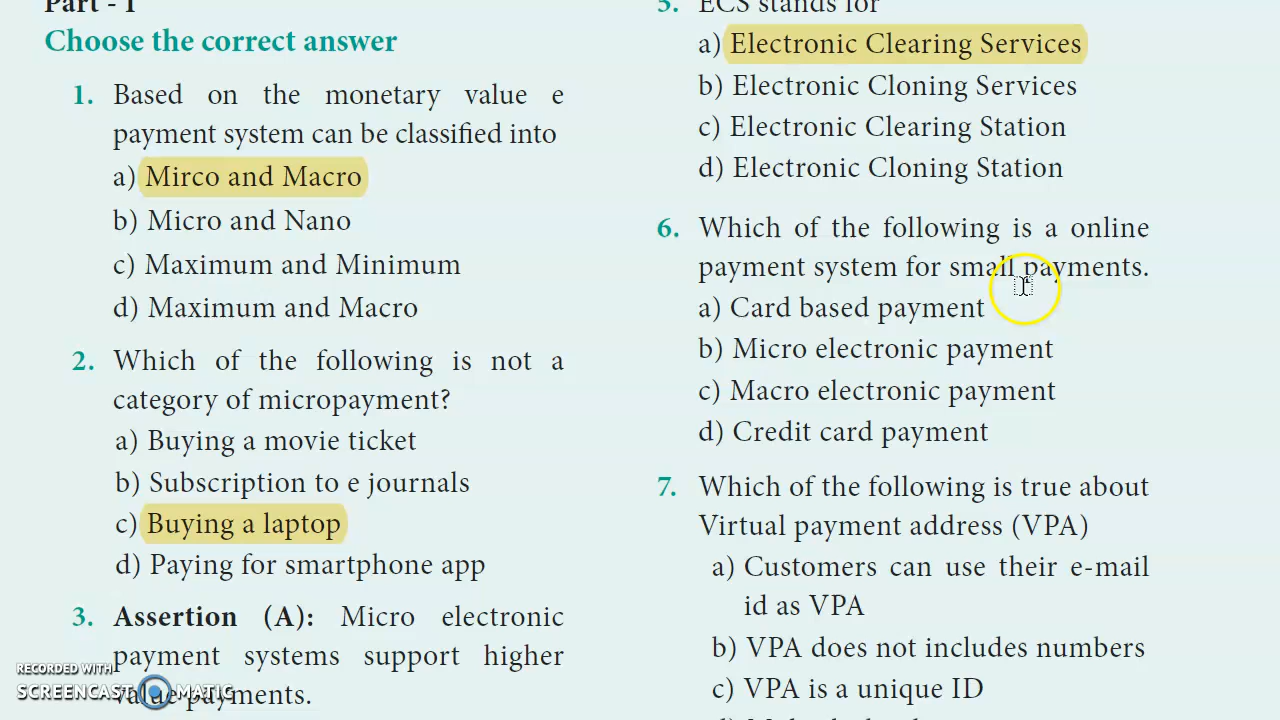 Part - I
Choose the correct answer
1. Based on the monetary value e
payment system can be classified into
a) Mirco and Macro
b) Micro and Nano
c) Maximum and Minimum
d) Maximum and Macro
2. Which of the following is not a
category of micropayment?
a) Buying a movie ticket
b) Subscription to e journals
c) Buying a laptop
d) Paying for smartphone app
3. Assertion (A): Micro electronic
payment systems support higher
value payments.
5. ECS stands for
a) Electronic Clearing Services
b) Electronic Cloning Services
c) Electronic Clearing Station
d) Electronic Cloning Station
6. Which of the following is a online
payment system for small payments.
a) Card based payment
b) Micro electronic payment
c) Macro electronic payment
d) Credit card payment
7. Which of the following is true about
Virtual payment address (VPA)
a) Customers can use their e-mail
id as VPA
b) VPA does not includes numbers
c) VPA is a unique ID
RECORDED WITH
SCREENCAST MATIC